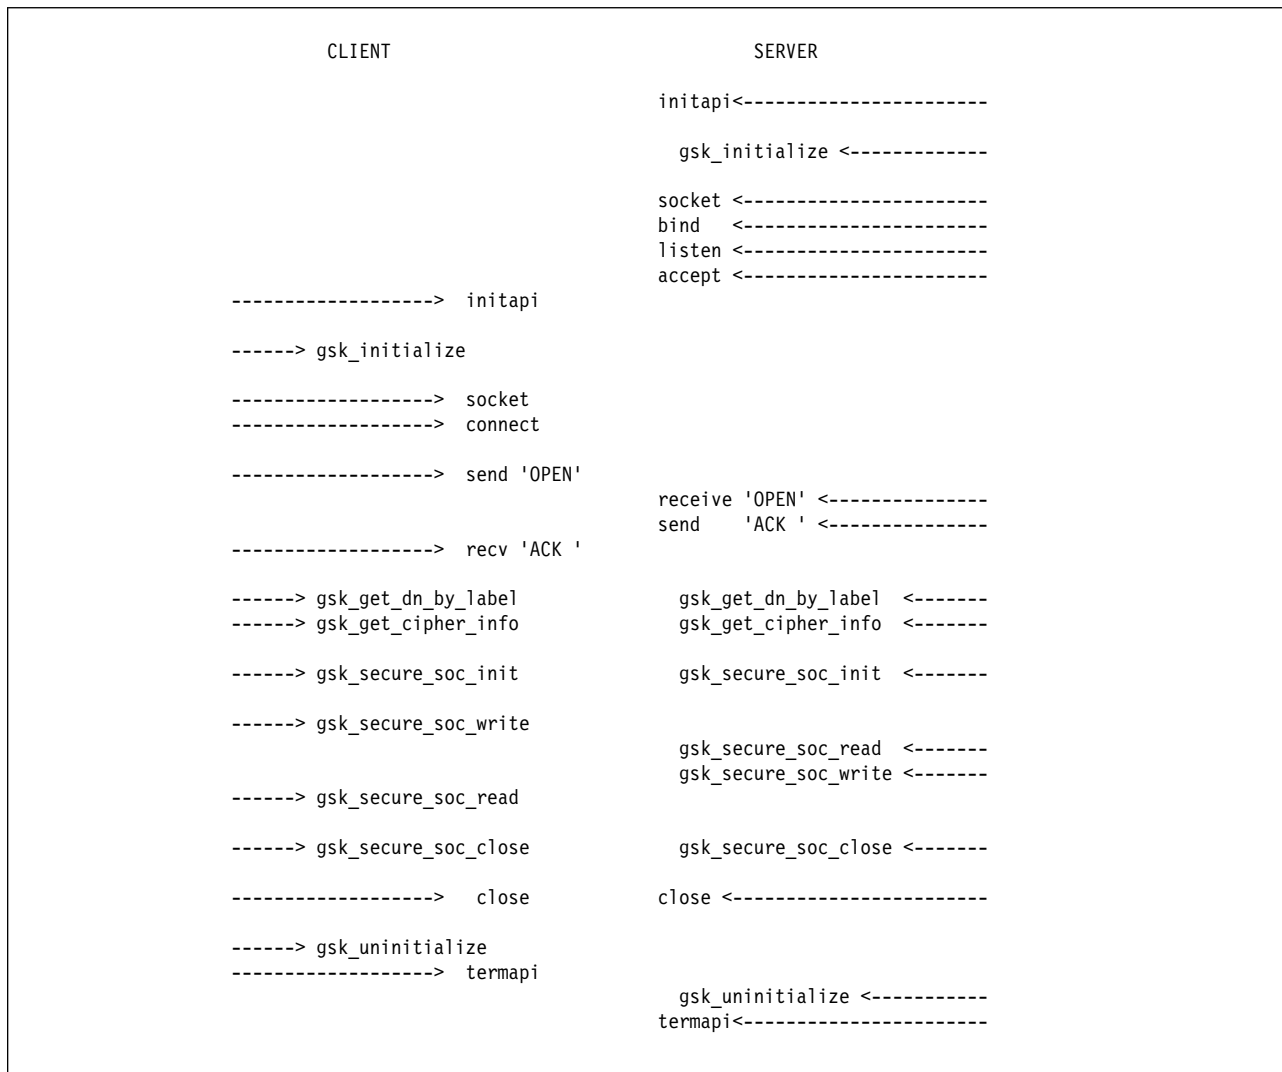 CLIENT SERVER
initapi<-----------------------
gsk_initialize <-------------
socket <-----------------------
bind <-----------------------
listen <-----------------------
accept <-----------------------
-------------------> initapi
------> gsk_initialize
-------------------> socket
-------------------> connect
-------------------> send 'OPEN'
receive 'OPEN' <---------------
send 'ACK ' <---------------
-------------------> recv 'ACK '
------> gsk_get_dn_by_label gsk_get_dn_by_label <-------
------> gsk_get_cipher_info gsk_get_cipher_info <-------
------> gsk_secure_soc_init gsk_secure_soc_init <-------
------> gsk_secure_soc_write
gsk_secure_soc_read <-------
gsk_secure_soc_write <-------
------> gsk_secure_soc_read
------> gsk_secure_soc_close gsk_secure_soc_close <-------
-------------------> close close <------------------------
------> gsk_uninitialize
-------------------> termapi
gsk_uninitialize <-----------
termapi<-----------------------